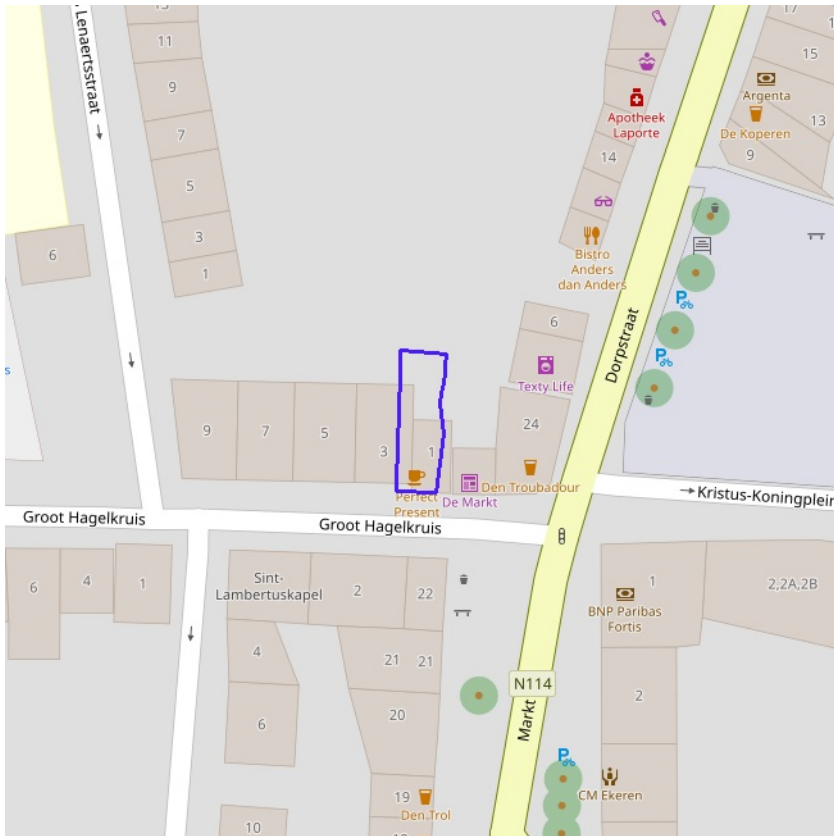 Lenaertsstraat
11
9
7
5
3
1
6
17
15
Argenta
13
De Koperen
9
Apotheek
Laporte
14
Bistro
Anders
dan Anders
6
Texty Life
Dorpstraat
24
Den Troubadour
9
7
5
3
1
Perfect
Present
De Markt
Kristus-Koningplein
Groot Hagelkruis
Groot Hagelkruis
6
4
1
Sint-
Lambertuskapel
2
22
1
2,2A,2B
BNP Paribas
Fortis
4
21
21
6
20
N114
Markt
2
CM Ekeren
19
Den Trol
10